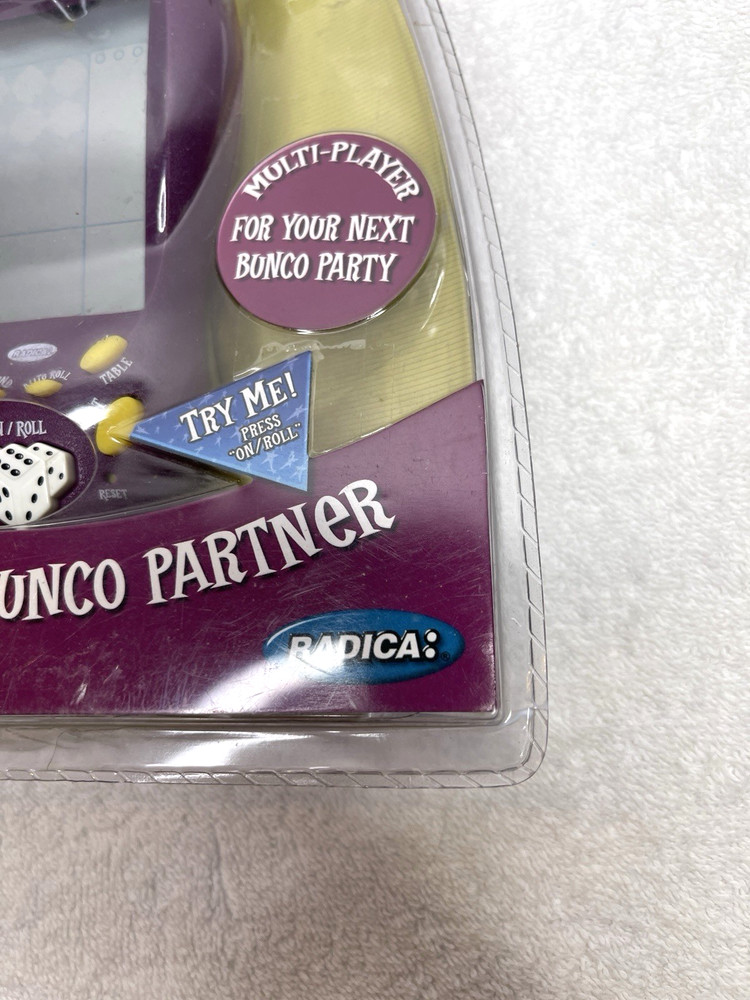 MULTI-PLAYER
FOR YOUR NEXT
BUNCO PARTY
RADICA
TABLE
AUTO ROLL
TRY ME!
PRESS
"ON/ROLL"
N / ROLL
RESET
UNCO PARTNER
RADICA: